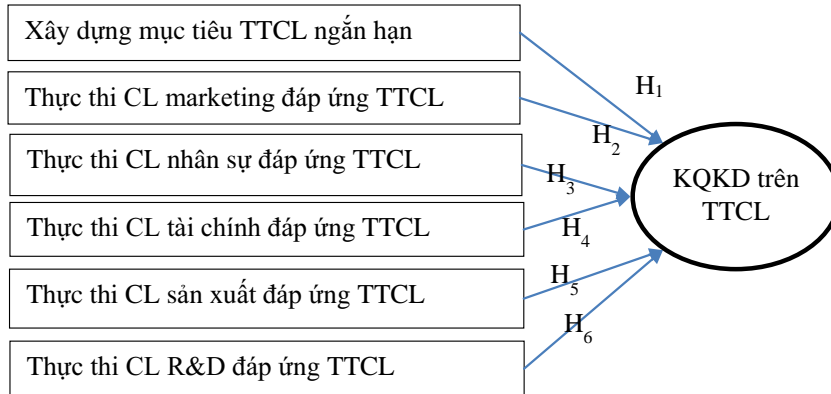 Xây dựng mục tiêu TTCL ngắn hạn
H₁
Thực thi CL marketing đáp ứng TTCL
H₂
Thực thi CL nhân sự đáp ứng TTCL
H₃
KQKD trên
TTCL
Thực thi CL tài chính đáp ứng TTCL
H₄
Thực thi CL sản xuất đáp ứng TTCL
H₅
Thực thi CL R&D đáp ứng TTCL
H₆